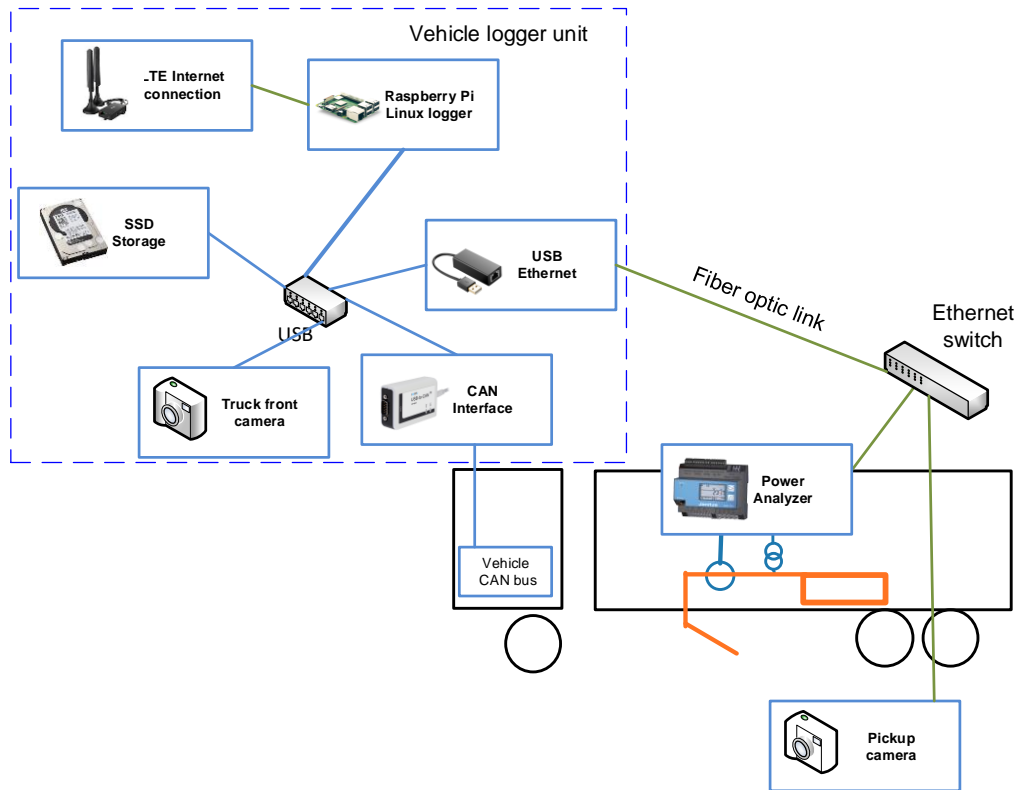 Vehicle logger unit
-TE Internet
connection
Raspberry Pi
Linux logger
SSD
Storage
USB
Ethernet
Fiber optic link
Ethernet
switch
USB
Truck front
camera
CAN
Interface
Power
Analyzer
Vehicle
CAN bus
Pickup
camera